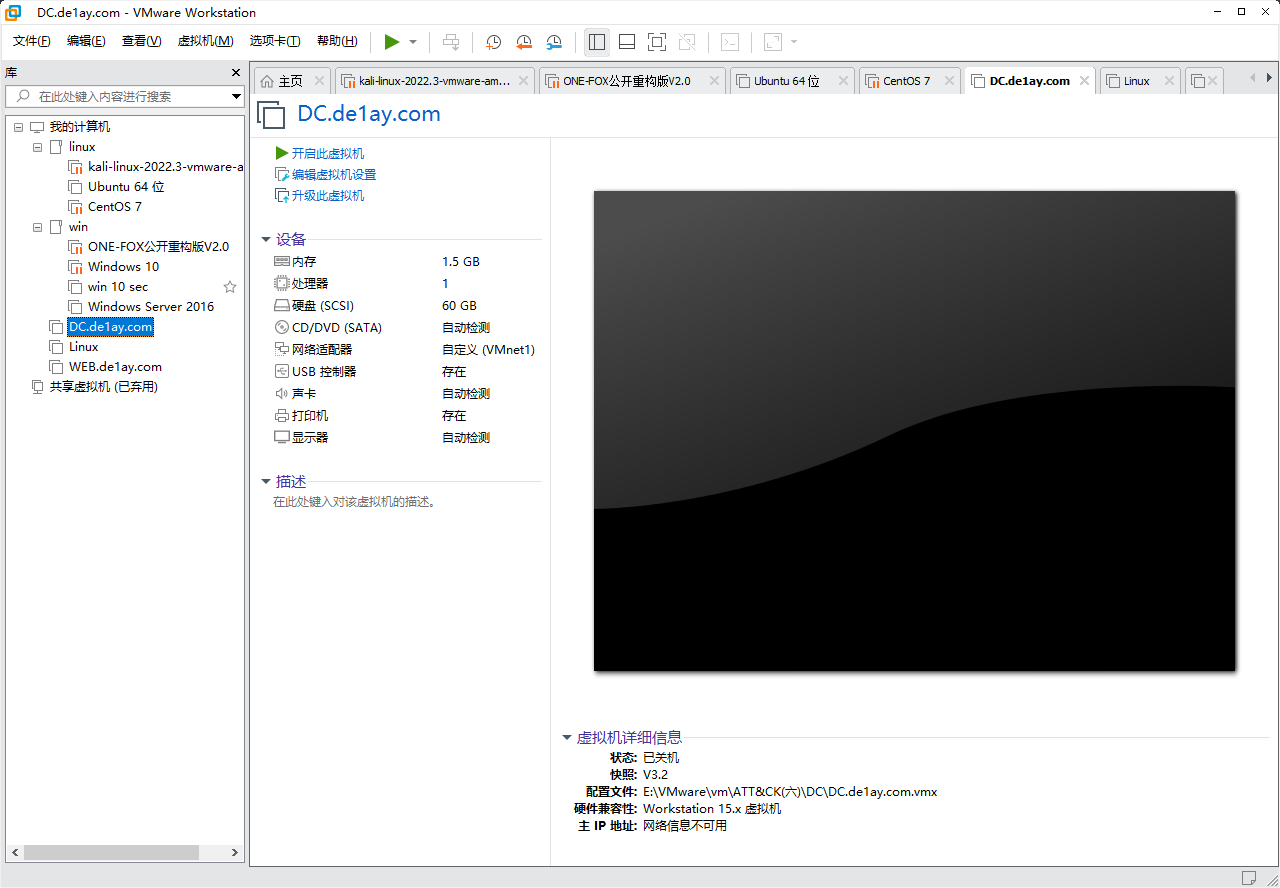 DC.de1ay.com - VMware Workstation
文件(F) 编辑(E) 查看(V) 虚拟机(M) 选项卡(T) 帮助(H)
库
在此处键入内容进行搜索
我的计算机
linux
kali-linux-2022.3-vmware-a
Ubuntu 64 位
CentOS 7
win
ONE-FOX公开重构版V2.0
Windows 10
win 10 sec
Windows Server 2016
DC.de1ay.com
Linux
WEB.de1ay.com
共享虚拟机 (已弃用)
主页 kali-linux-2022.3-vmware-am... ONE-FOX公开重构版V2.0 Ubuntu 64 位 CentOS 7 DC.de1ay.com Linux
DC.de1ay.com
开启此虚拟机
编辑虚拟机设置
升级此虚拟机
设备
内存 1.5 GB
处理器 1
硬盘 (SCSI) 60 GB
CD/DVD (SATA) 自动检测
网络适配器 自定义 (VMnet1)
USB 控制器 存在
声卡 自动检测
打印机 存在
显示器 自动检测
描述
在此处键入对该虚拟机的描述。
虚拟机详细信息
状态: 已关机
快照: V3.2
配置文件: E:\VMware\vm\ATT&CK(六)\DC\DC.de1ay.com.vmx
硬件兼容性: Workstation 15.x 虚拟机
主 IP 地址: 网络信息不可用